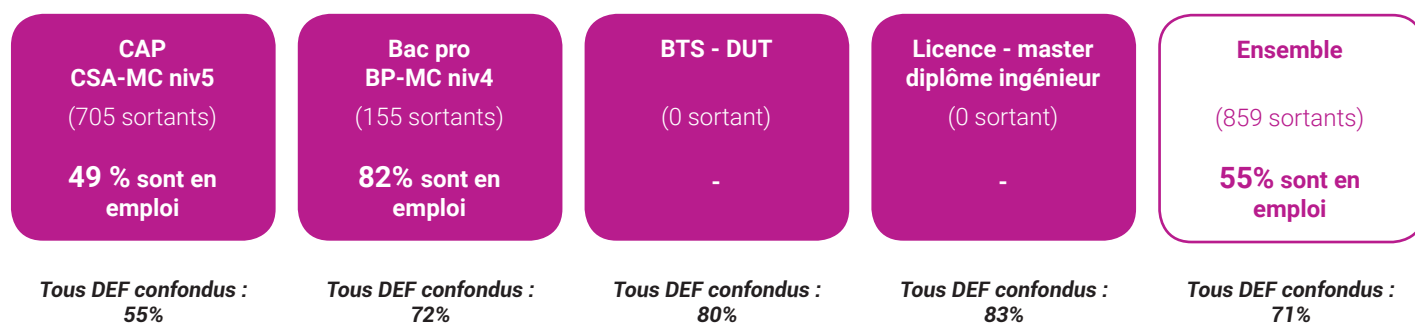 CAP
CSA-MC niv5
(705 sortants)
49 % sont en
emploi
Bac pro
BP-MC niv4
(155 sortants)
82% sont en
emploi
BTS - DUT
(0 sortant)
-
Licence - master
diplôme ingénieur
(0 sortant)
-
Ensemble
(859 sortants)
55% sont en
emploi
Tous DEF confondus :
55%
Tous DEF confondus :
72%
Tous DEF confondus :
80%
Tous DEF confondus :
83%
Tous DEF confondus :
71%